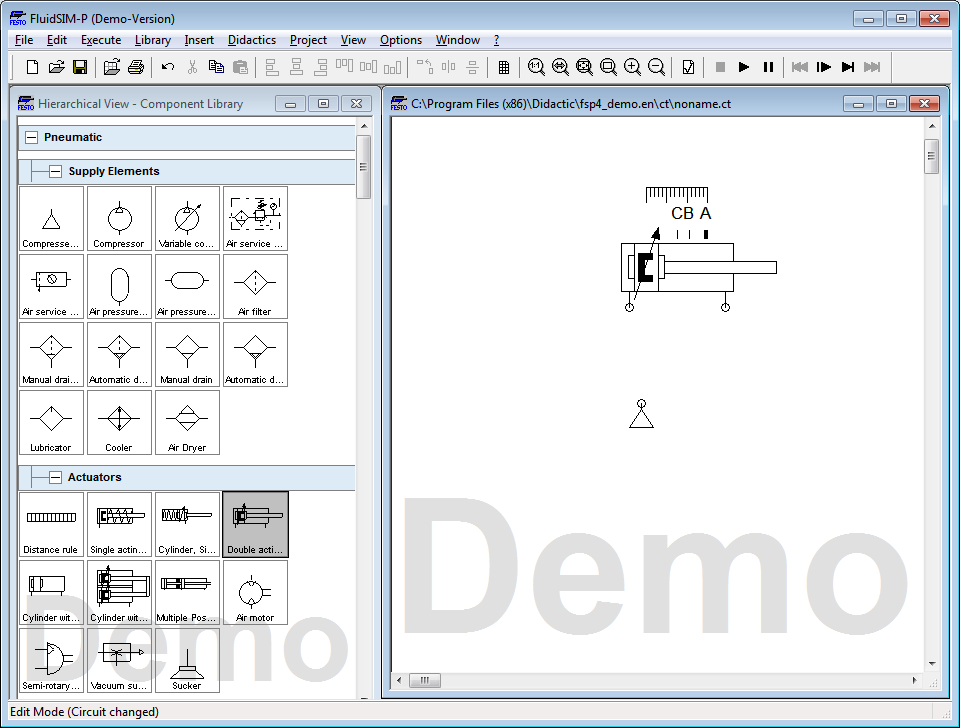 FluidSIM-P (Demo-Version)
File Edit Execute Library Insert Didactics Project View Options Window ?
1:1
FESTO Hierarchical View - Component Library
FESTO C:\Program Files (x86)\Didactic\fsp4_demo.en\ct\noname.ct
Pneumatic
Supply Elements
Compresse... Compressor Variable co... Air service ...
Air service ... Air pressure... Air pressure... Air filter
Manual drai... Automatic d... Manual drain Automatic d...
Lubricator Cooler Air Dryer
Actuators
Distance rule Single actin... Cylinder, Si... Double acti...
Cylinder wit... Cylinder wit... Multiple Pos... Air motor
Semi-rotary... Vacuum su... Sucker
Demo
CB A
Demo
Edit Mode (Circuit changed)